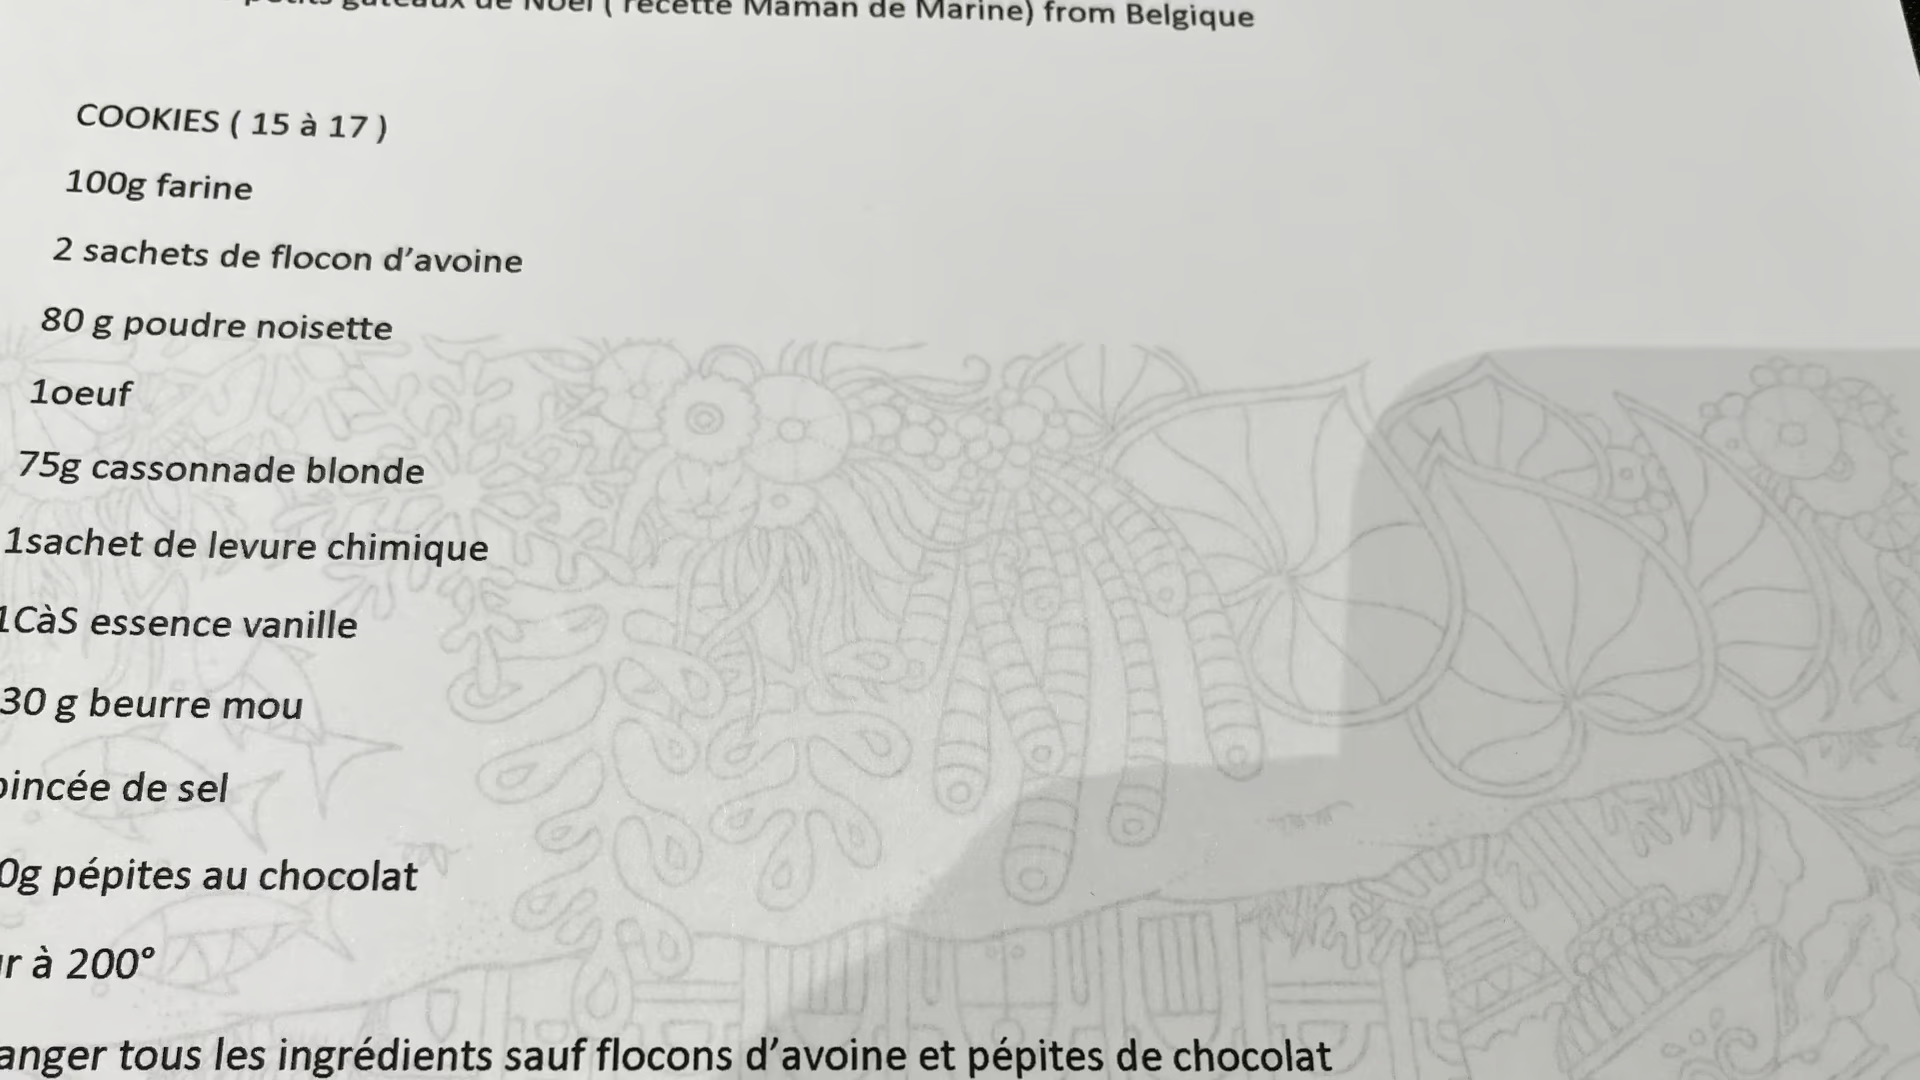 gâteaux de Noël ( recette Maman de Marine) from Belgique
COOKIES ( 15 à 17 )
100g farine
2 sachets de flocon d’avoine
80 g poudre noisette
1oeuf
75g cassonnade blonde
1sachet de levure chimique
1CàS essence vanille
30 g beurre mou
pincée de sel
0g pépites au chocolat
r à 200°
anger tous les ingrédients sauf flocons d’avoine et pépites de chocolat